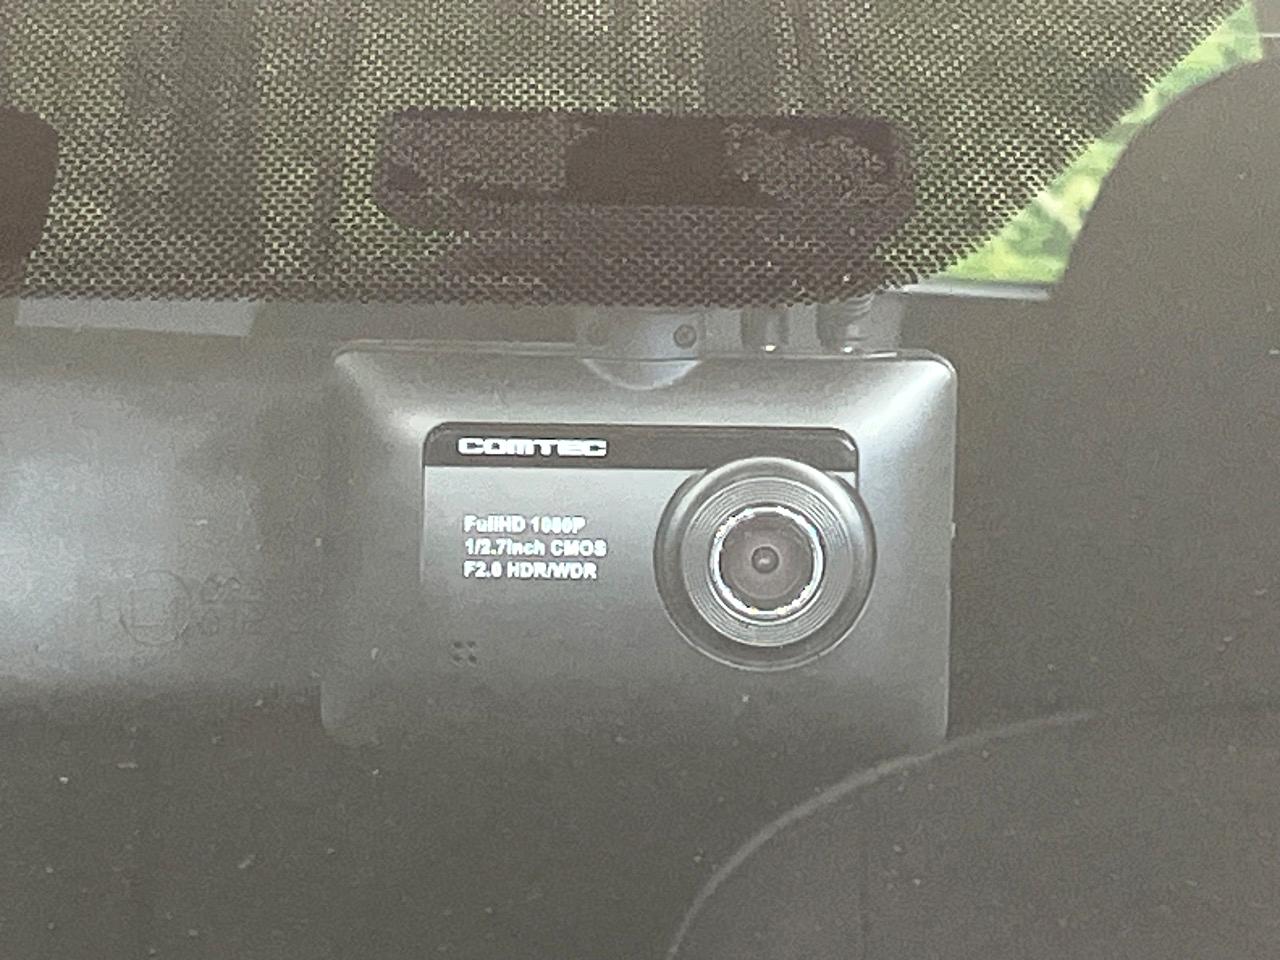 COMTEC
FullHD 1080P
1/2.7inch CMOS
F2.0 HDR/WDR